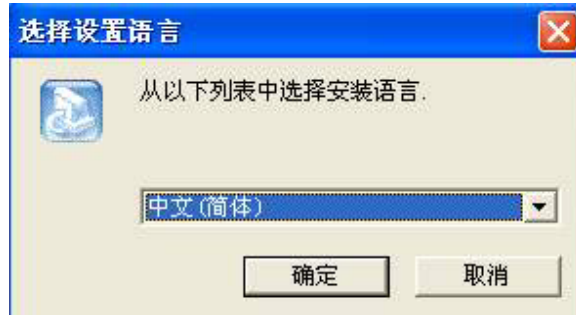 选择设置语言
从以下列表中选择安装语言.
中文(简体)
确定
取消